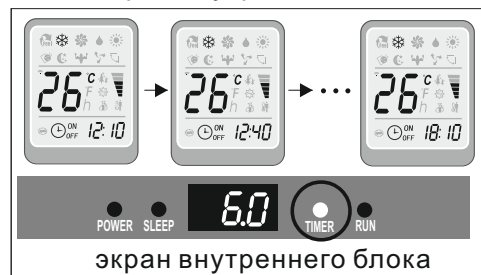 26 °C F h
ON OFF 12:10
26 °C F h
ON OFF 12:40
26 °C F h
ON OFF 18:10
POWER SLEEP 6.0 TIMER RUN
экран внутреннего блока